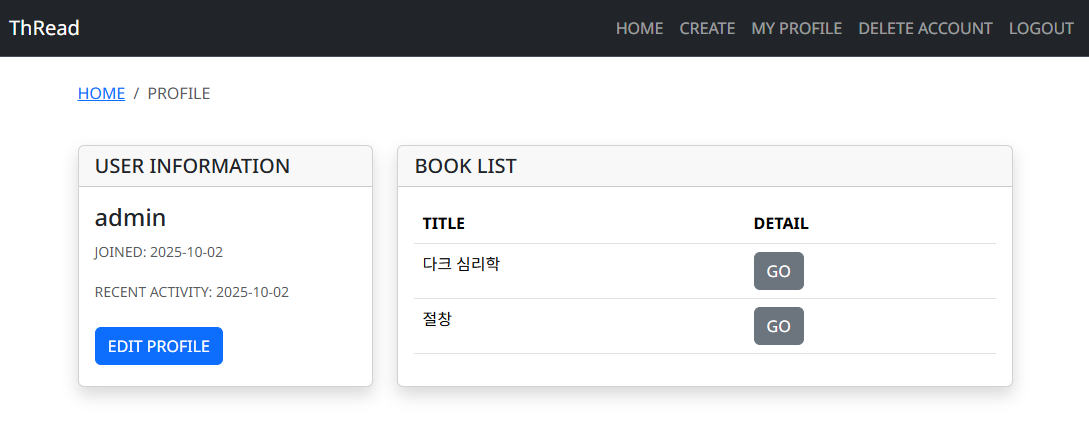 ThRead
HOME CREATE MY PROFILE DELETE ACCOUNT LOGOUT
HOME / PROFILE
USER INFORMATION
admin
JOINED: 2025-10-02
RECENT ACTIVITY: 2025-10-02
EDIT PROFILE
BOOK LIST
TITLE DETAIL
다크 심리학 GO
절창 GO